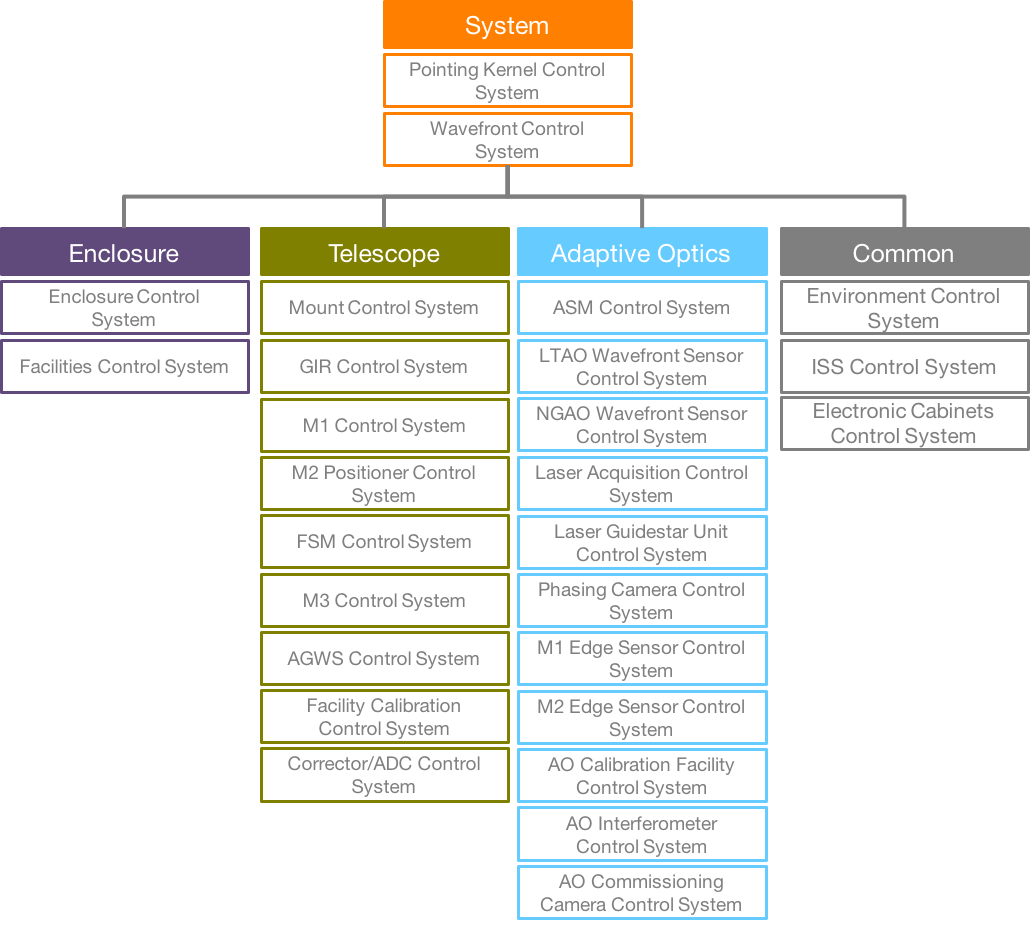 System
Pointing Kernel Control
System
Wavefront Control
System
Enclosure
Enclosure Control
System
Facilities Control System
Telescope
Mount Control System
GIR Control System
M1 Control System
M2 Positioner Control
System
FSM Control System
M3 Control System
AGWS Control System
Facility Calibration
Control System
Corrector/ADC Control
System
Adaptive Optics
ASM Control System
LTAO Wavefront Sensor
Control System
NGAO Wavefront Sensor
Control System
Laser Acquisition Control
System
Laser Guidestar Unit
Control System
Phasing Camera Control
System
M1 Edge Sensor Control
System
M2 Edge Sensor Control
System
AO Calibration Facility
Control System
AO Interferometer
Control System
AO Commissioning
Camera Control System
Common
Environment Control
System
ISS Control System
Electronic Cabinets
Control System